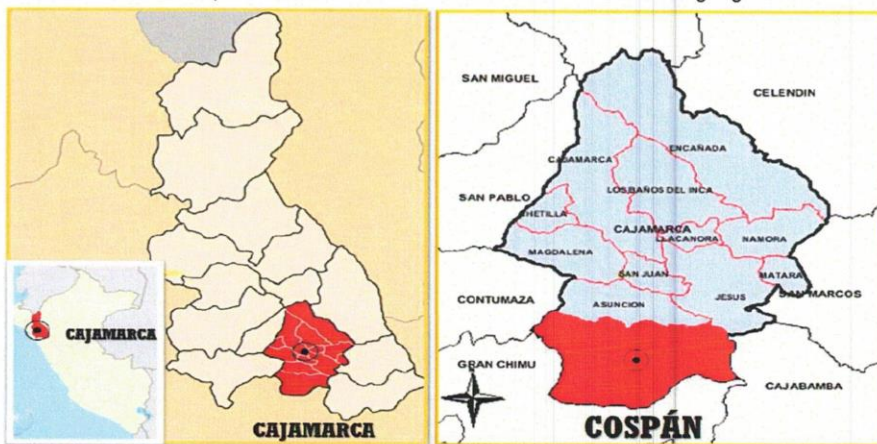 CAJAMARCA
CAJAMARCA
SAN MIGUEL
CELENDIN
ENCAÑADA
CAJAMARCA
LOS BAÑOS DEL INCA
SAN PABLO
CHETILLA
CAJAMARCA
LLACANORA
NAMORA
MAGDALENA
SAN JUAN
MATARA
CONTUMAZA
ASUNCION
JESUS
SAN MARCOS
GRAN CHIMU
CAJABAMBA
COSPÁN